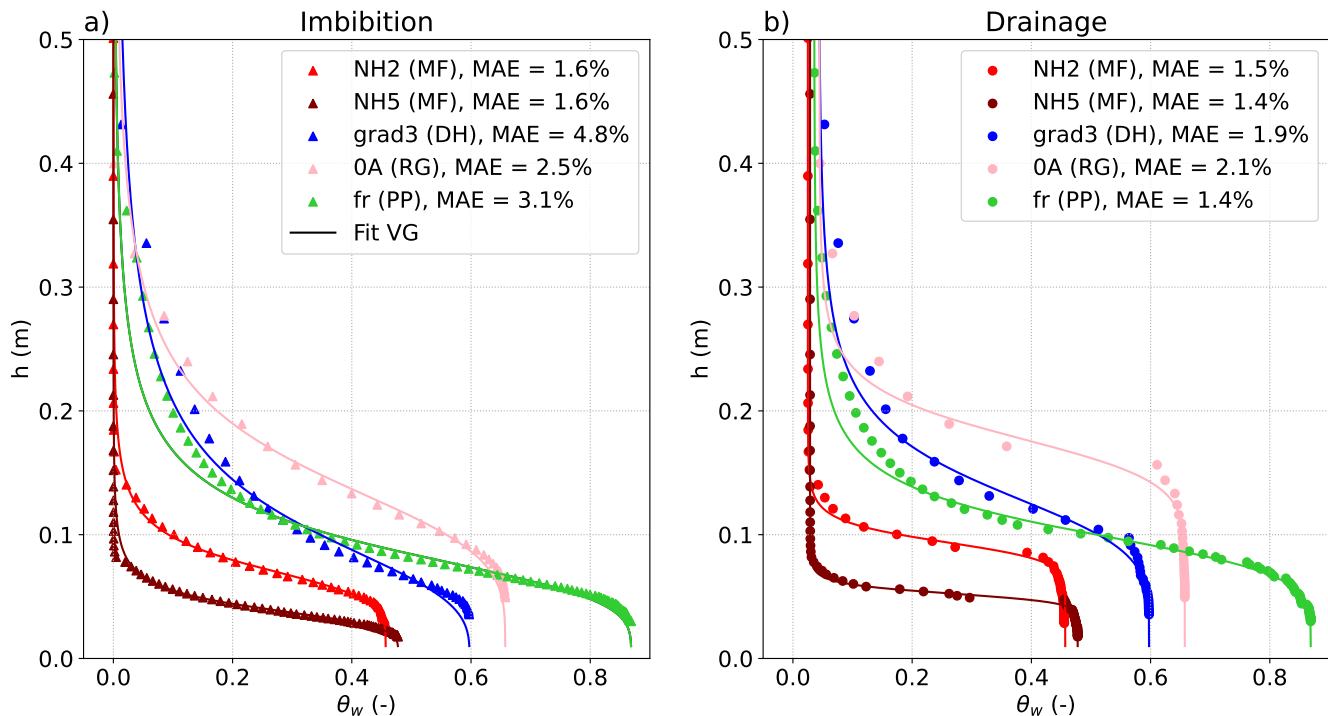 a) Imbibition
NH2 (MF), MAE = 1.6%
NH5 (MF), MAE = 1.6%
grad3 (DH), MAE = 4.8%
0A (RG), MAE = 2.5%
fr (PP), MAE = 3.1%
Fit VG
0.5
0.4
0.3
0.2
0.1
0.0
h (m)
0.0 0.2 0.4 0.6 0.8
θw (-)
b) Drainage
NH2 (MF), MAE = 1.5%
NH5 (MF), MAE = 1.4%
grad3 (DH), MAE = 1.9%
0A (RG), MAE = 2.1%
fr (PP), MAE = 1.4%
0.5
0.4
0.3
0.2
0.1
0.0
h (m)
0.0 0.2 0.4 0.6 0.8
θw (-)